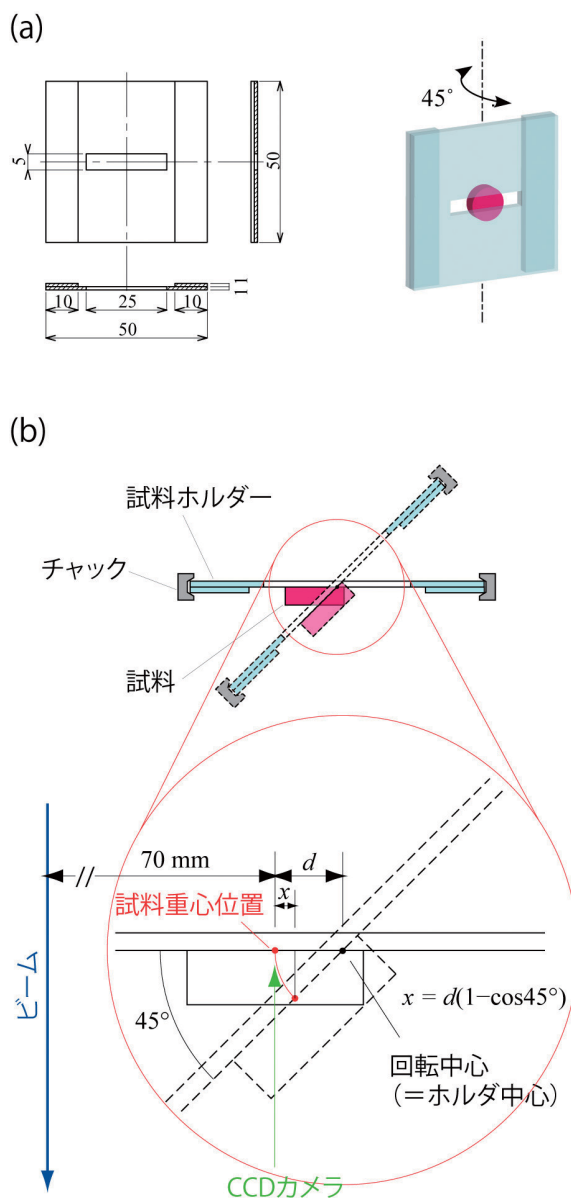 (a)
5
50
11
10
25
10
50
45°
(b)
試料ホルダー
チャック
試料
70 mm
d
x
試料重心位置
ビーム
45°
x = d(1−cos45°)
回転中心
(＝ホルダ中心)
CCDカメラ